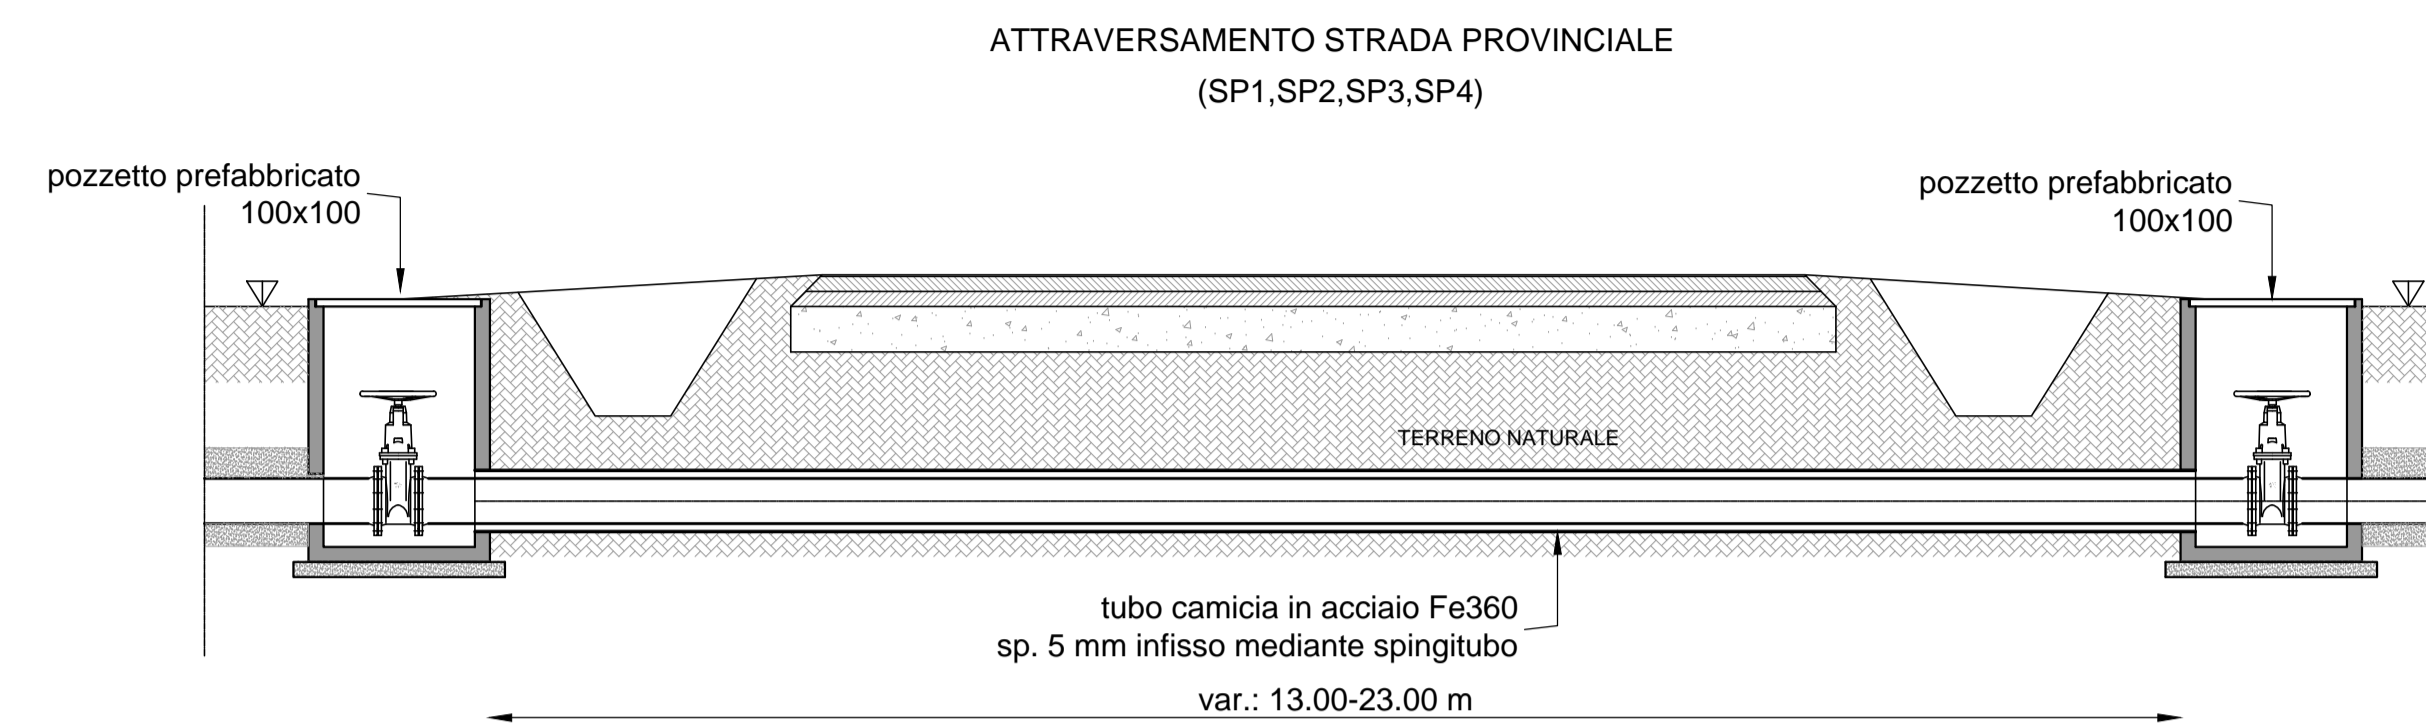 ATTRAVERSAMENTO STRADA PROVINCIALE
(SP1,SP2,SP3,SP4)
pozzetto prefabbricato
100x100
pozzetto prefabbricato
100x100
TERRENO NATURALE
tubo camicia in acciaio Fe360
sp. 5 mm infisso mediante spingitubo
var.: 13.00-23.00 m